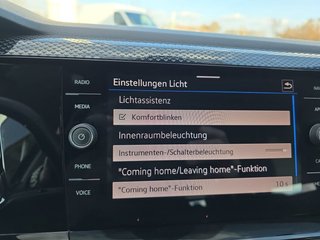 RADIO
MEDIA
PHONE
VOICE
Einstellungen Licht
Lichtassistenz
Komfortblinken
Innenraumbeleuchtung
Instrumenten-/Schalterbeleuchtung
"Coming home/Leaving home"-Funktion
"Coming home"-Funktion 10 s